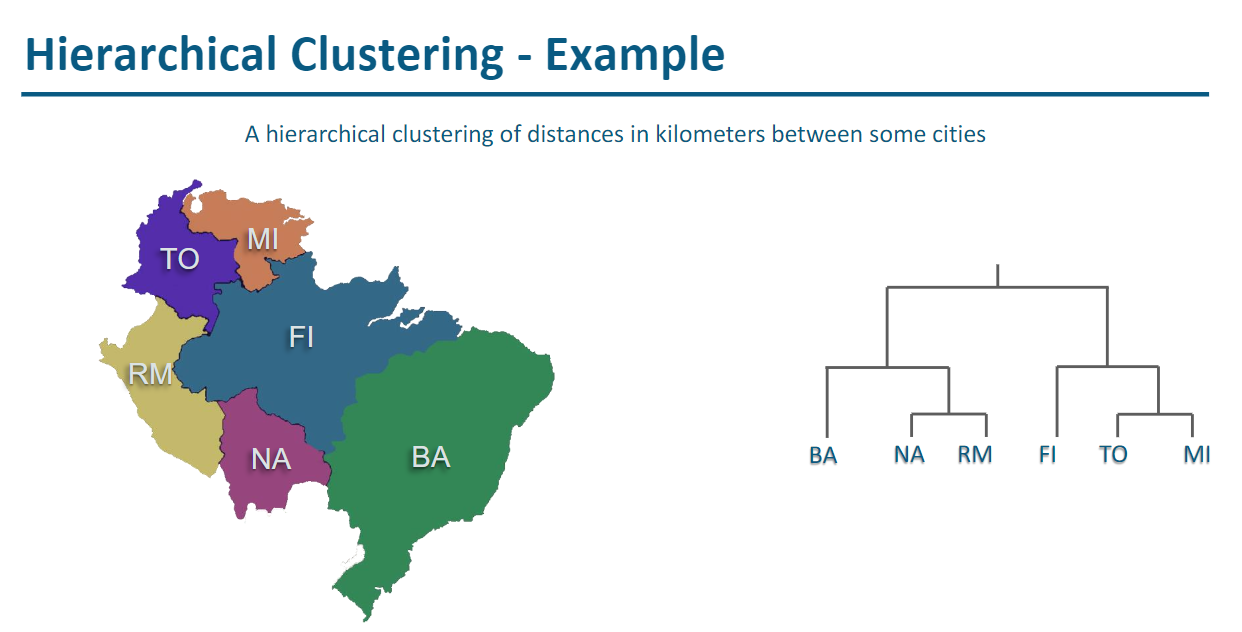 Hierarchical Clustering - Example
A hierarchical clustering of distances in kilometers between some cities
MI
TO
FI
RM
NA
BA
BA NA RM FI TO MI